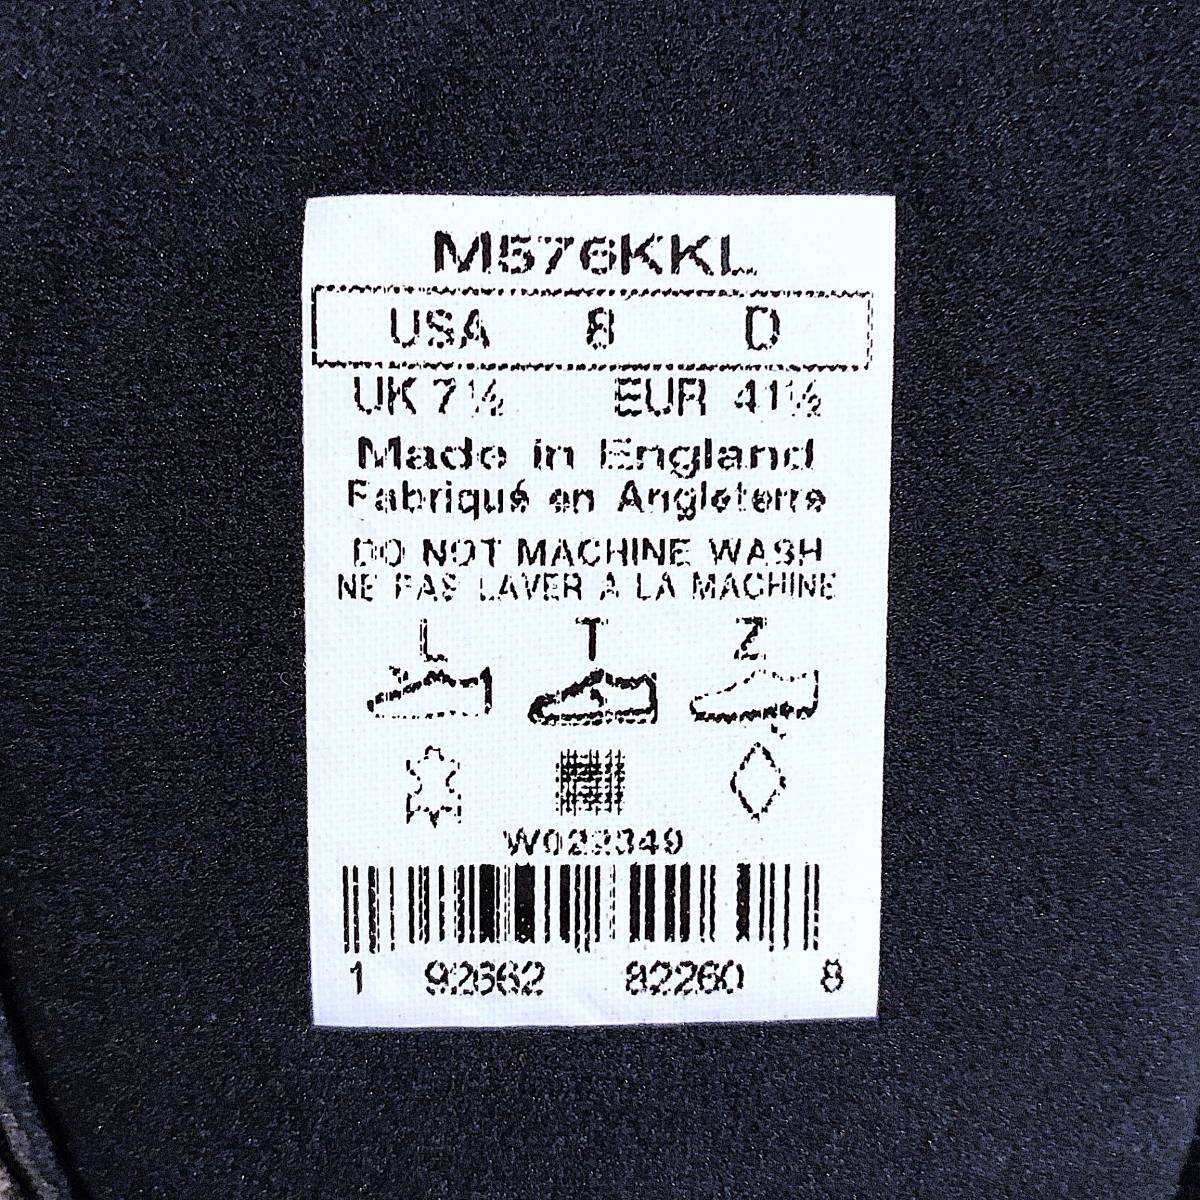 M576KKL
USA 8 D
UK 7½ EUR 41½
Made in England
Fabriqué en Angleterre
DO NOT MACHINE WASH
NE PAS LAVER A LA MACHINE
L T Z
W022349
1 92662 82260 8